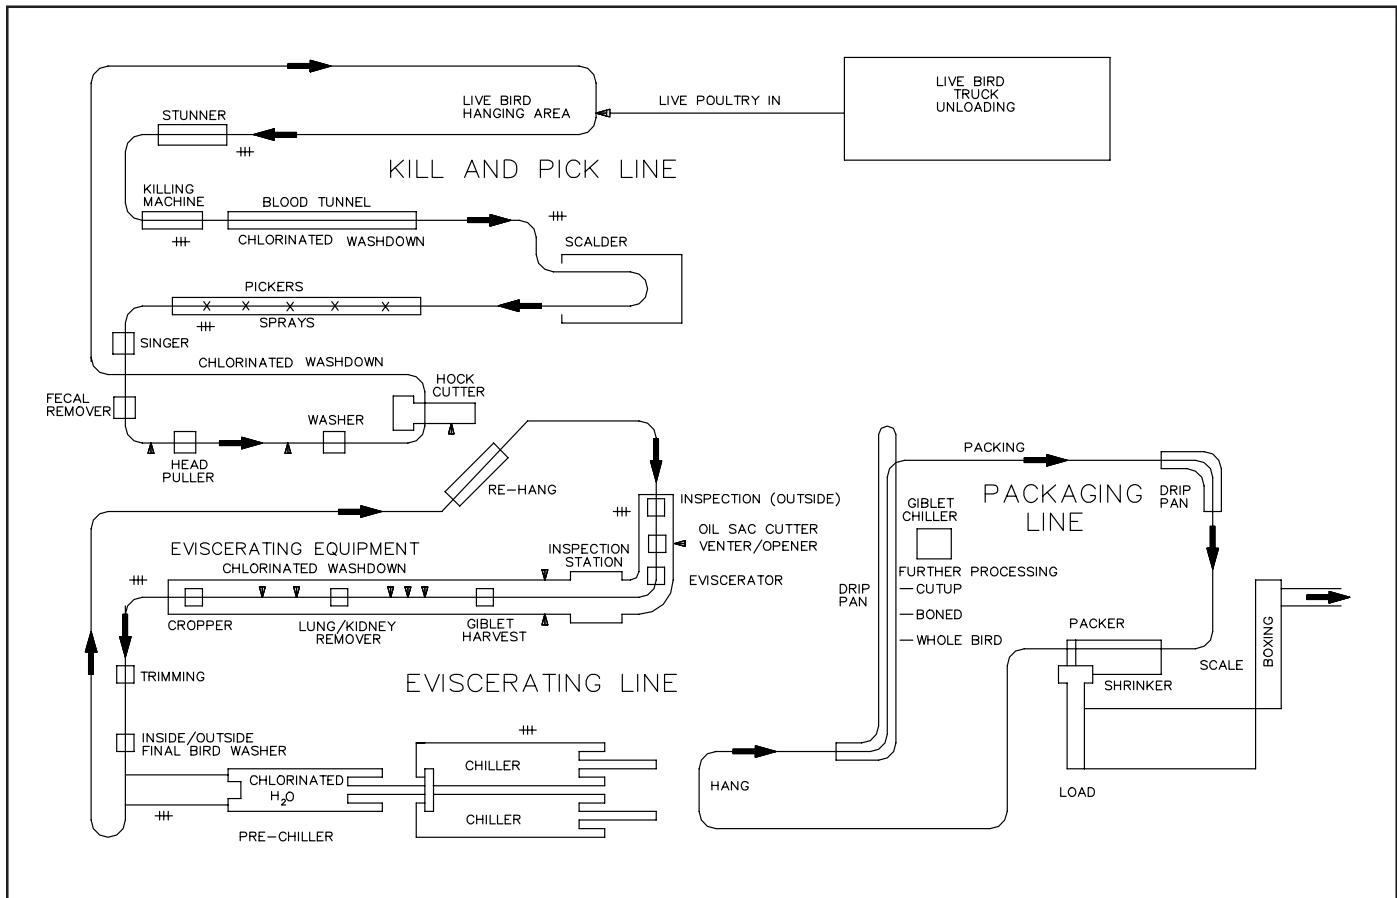 LIVE BIRD
TRUCK
UNLOADING
LIVE POULTRY IN
LIVE BIRD
HANGING AREA
STUNNER
KILL AND PICK LINE
KILLING
MACHINE
BLOOD TUNNEL
CHLORINATED WASHDOWN
SCALDER
PICKERS
SPRAYS
SINGER
CHLORINATED WASHDOWN
HOCK
CUTTER
FECAL
REMOVER
WASHER
HEAD
PULLER
RE-HANG
INSPECTION (OUTSIDE)
OIL SAC CUTTER
VENTER/OPENER
EVISCERATOR
INSPECTION
STATION
EVISCERATING EQUIPMENT
CHLORINATED WASHDOWN
CROPPER
LUNG/KIDNEY
REMOVER
GIBLET
HARVEST
TRIMMING
EVISCERATING LINE
INSIDE/OUTSIDE
FINAL BIRD WASHER
CHLORINATED
H2O
PRE-CHILLER
CHILLER
CHILLER
HANG
DRIP
PAN
PACKING
PACKAGING
LINE
GIBLET
CHILLER
FURTHER PROCESSING
CUTUP
BONED
WHOLE BIRD
DRIP
PAN
PACKER
SHRINKER
SCALE
LOAD
BOXING